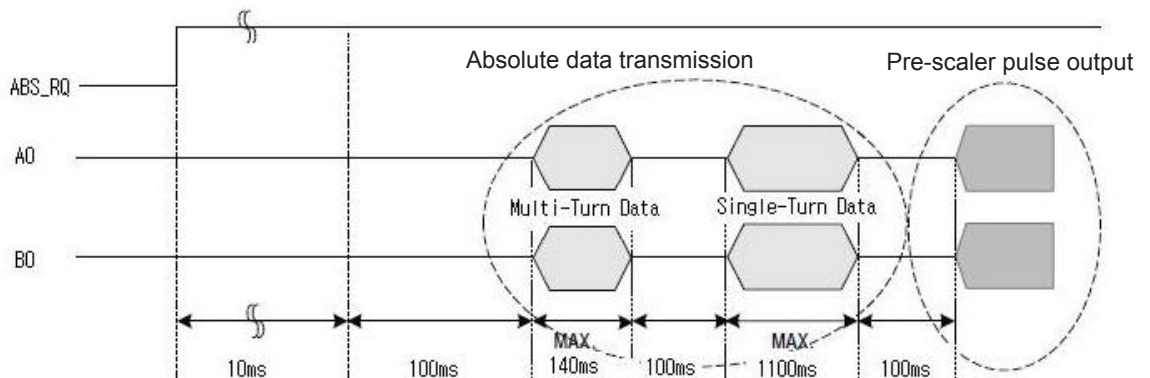 Absolute data transmission
Pre-scaler pulse output
ABS_RQ
AO
Multi-Turn Data
Single-Turn Data
BO
10ms
100ms
MAX.
140ms
100ms
MAX.
1100ms
100ms